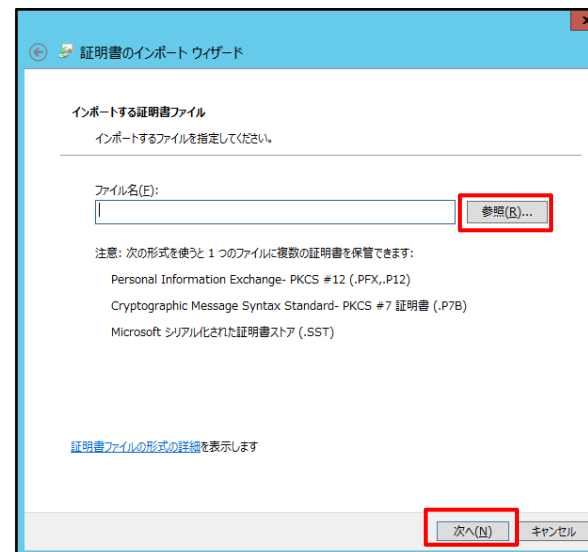 証明書のインポート ウィザード
インポートする証明書ファイル
インポートするファイルを指定してください。
ファイル名(F):
参照(R)...
注意: 次の形式を使うと 1 つのファイルに複数の証明書を保管できます:
Personal Information Exchange- PKCS #12 (.PFX,.P12)
Cryptographic Message Syntax Standard- PKCS #7 証明書 (.P7B)
Microsoft シリアル化された証明書ストア (.SST)
証明書ファイルの形式の詳細を表示します
次へ(N) キャンセル